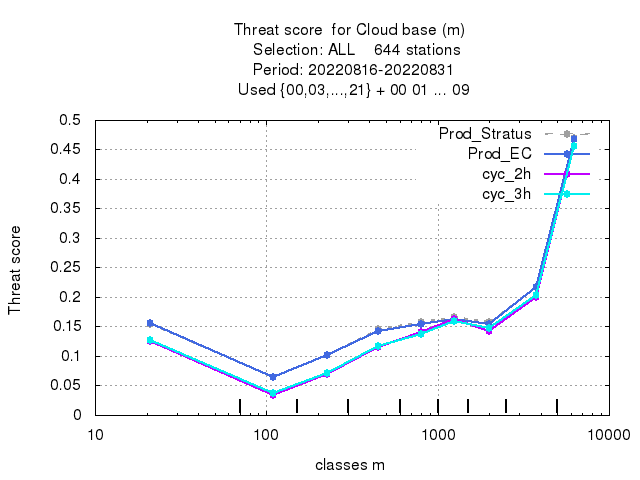 Threat score  for Cloud base (m)
Selection: ALL    644 stations
Period: 20220816-20220831
Used {00,03,...,21} + 00 01 ... 09
Threat score
0.5
0.45
0.4
0.35
0.3
0.25
0.2
0.15
0.1
0.05
0
Prod_Stratus
Prod_EC
cyc_2h
cyc_3h
10
100
1000
10000
classes m